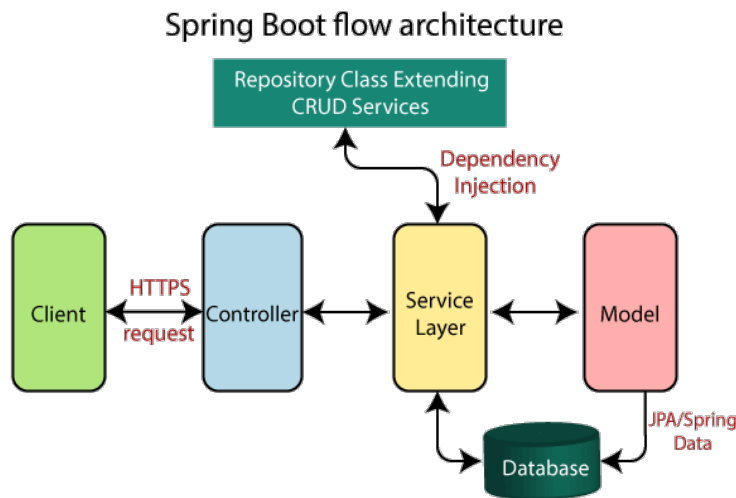 Spring Boot flow architecture
Repository Class Extending
CRUD Services
Dependency
Injection
HTTPS
request
Client
Controller
Service
Layer
Model
JPA/Spring
Data
Database